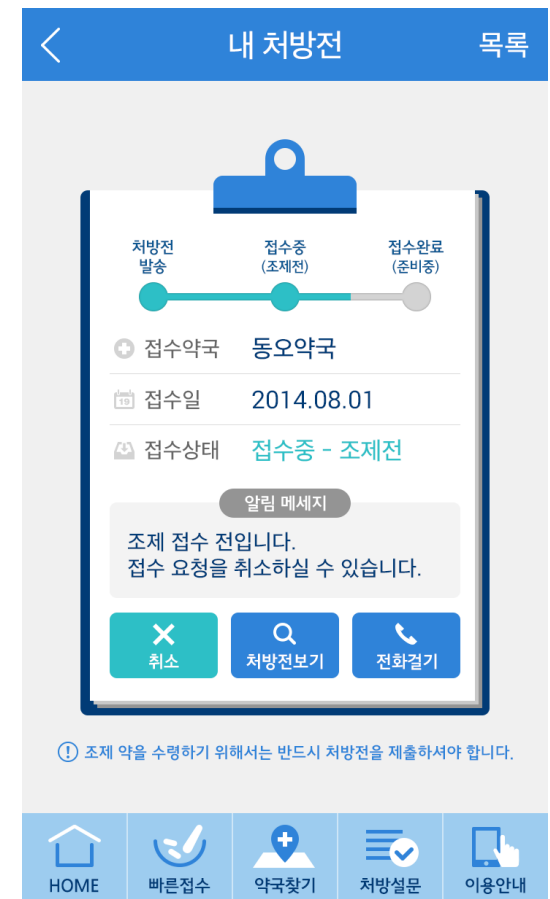 내 처방전 목록
처방전 접수중 접수완료
발송 (조제전) (준비중)
접수약국 동오약국
19 접수일 2014.08.01
접수상태 접수중 - 조제전
알림 메세지
조제 접수 전입니다.
접수 요청을 취소하실 수 있습니다.
취소 처방전보기 전화걸기
조제 약을 수령하기 위해서는 반드시 처방전을 제출하셔야 합니다.
HOME 빠른접수 약국찾기 처방설문 이용안내